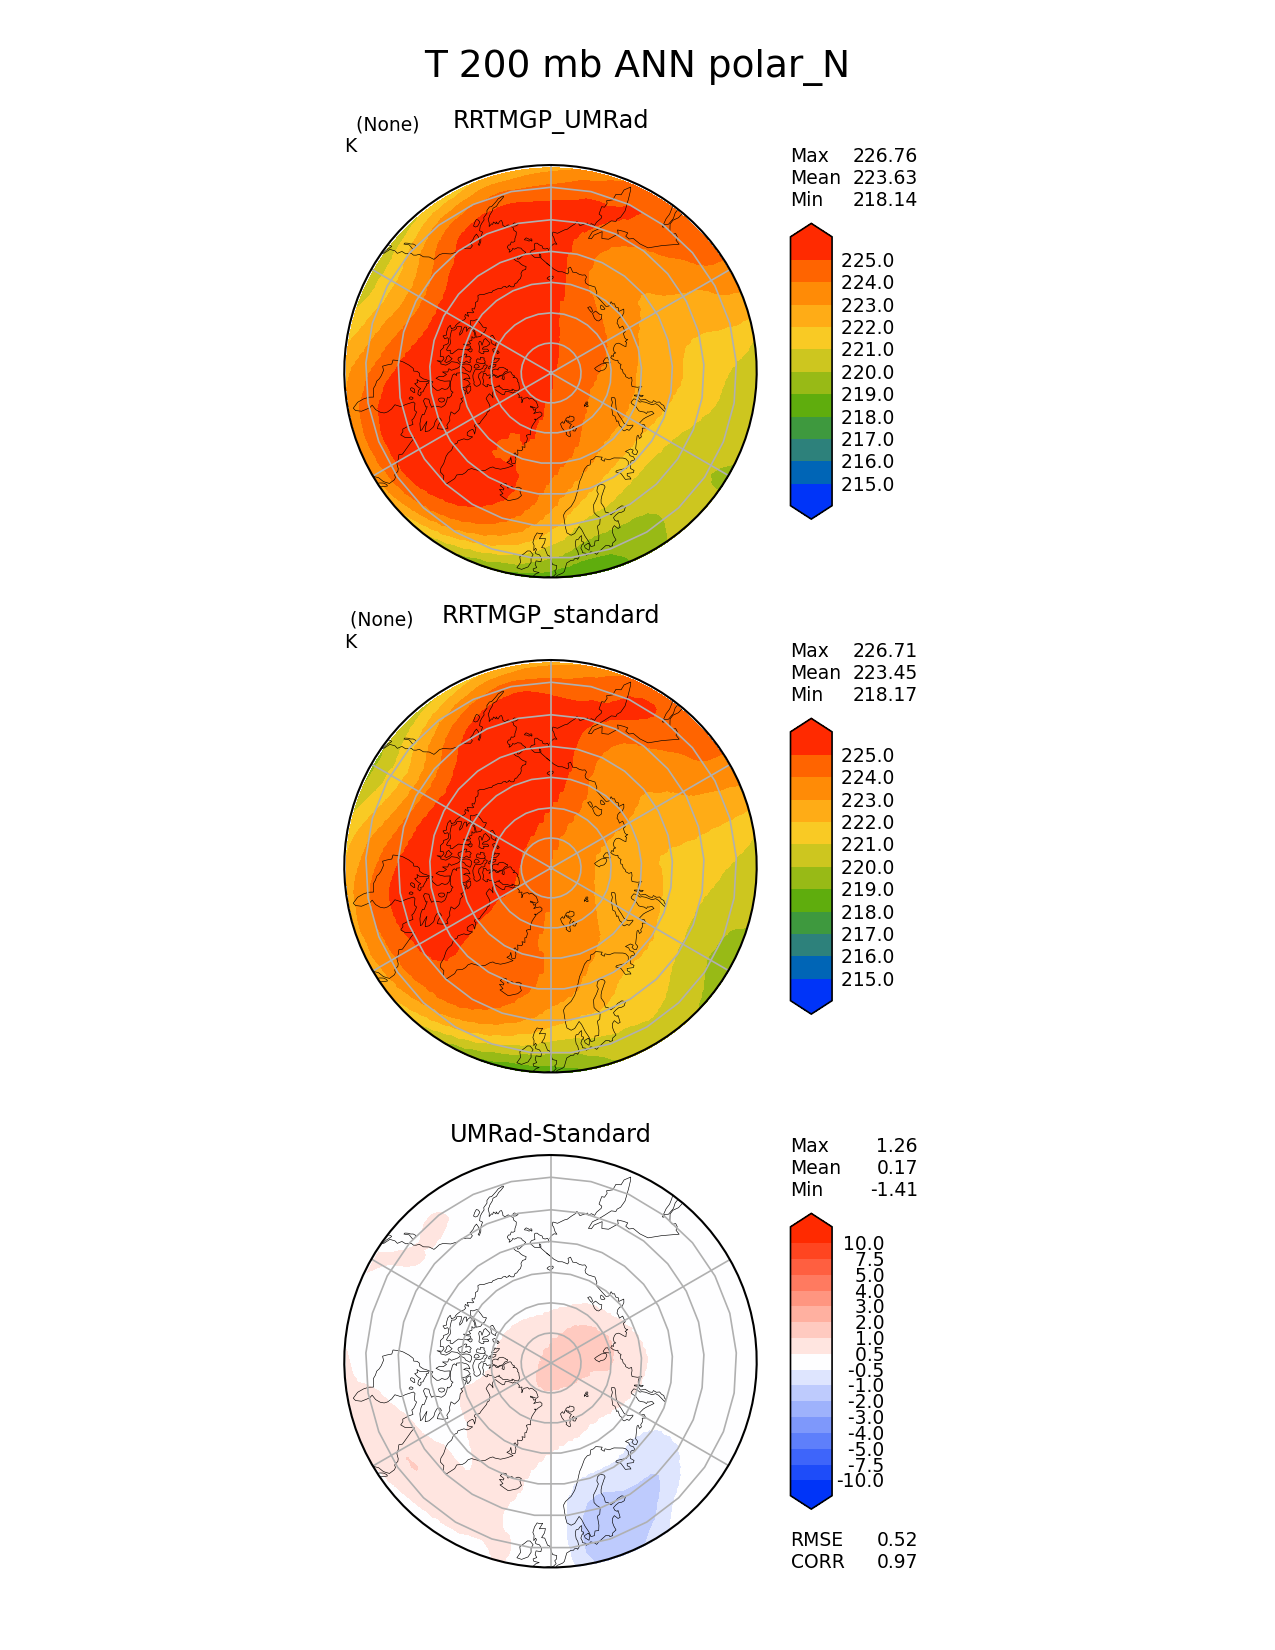 T 200 mb ANN polar_N
(None)
RRTMGP_UMRad
K
Max 226.76
Mean 223.63
Min 218.14
225.0
224.0
223.0
222.0
221.0
220.0
219.0
218.0
217.0
216.0
215.0
(None)
RRTMGP_standard
K
Max 226.71
Mean 223.45
Min 218.17
225.0
224.0
223.0
222.0
221.0
220.0
219.0
218.0
217.0
216.0
215.0
UMRad-Standard
Max 1.26
Mean 0.17
Min -1.41
10.0
7.5
5.0
4.0
3.0
2.0
1.0
0.5
-0.5
-1.0
-2.0
-3.0
-4.0
-5.0
-7.5
-10.0
RMSE 0.52
CORR 0.97